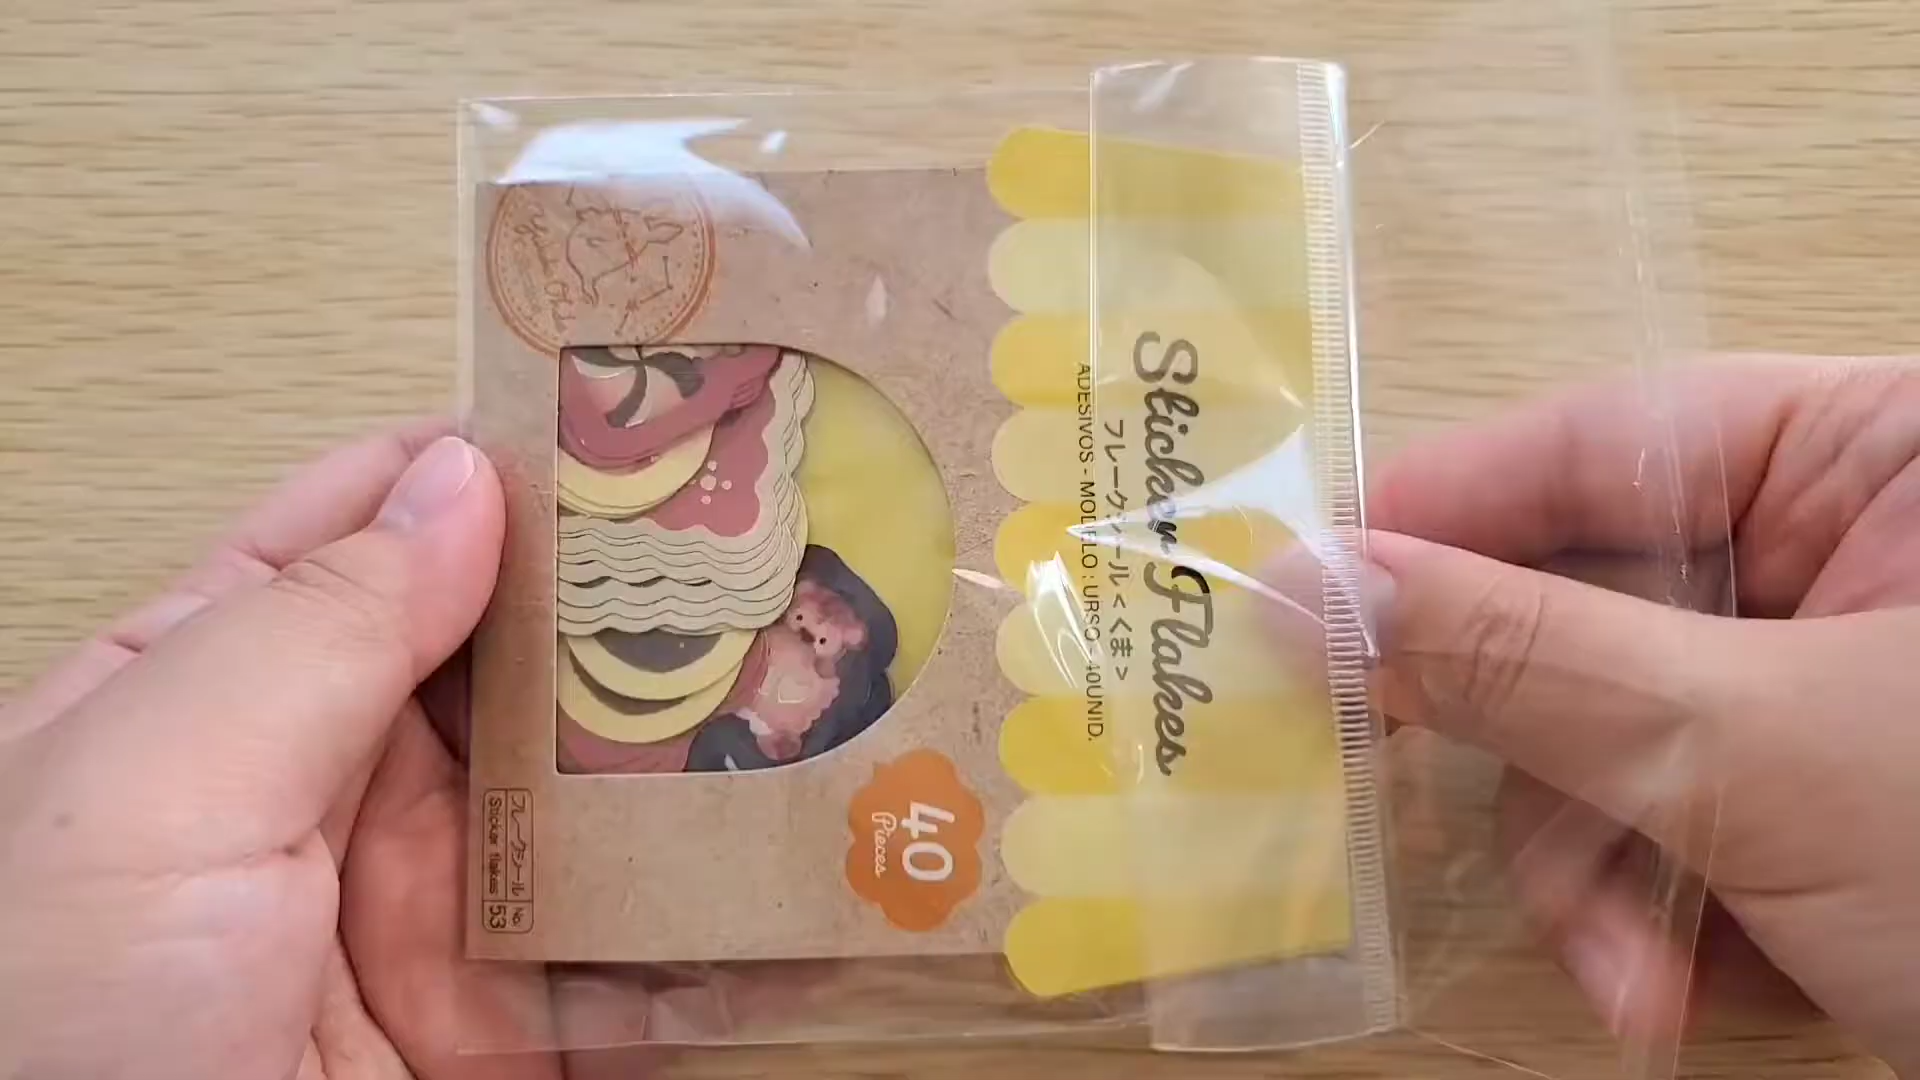 Sticker Flakes
フレークシール<くま>
ADESIVOS - MODELO : URSO - 40UNID.
40
Pieces
フレークシール No.
Sticker flakes 53